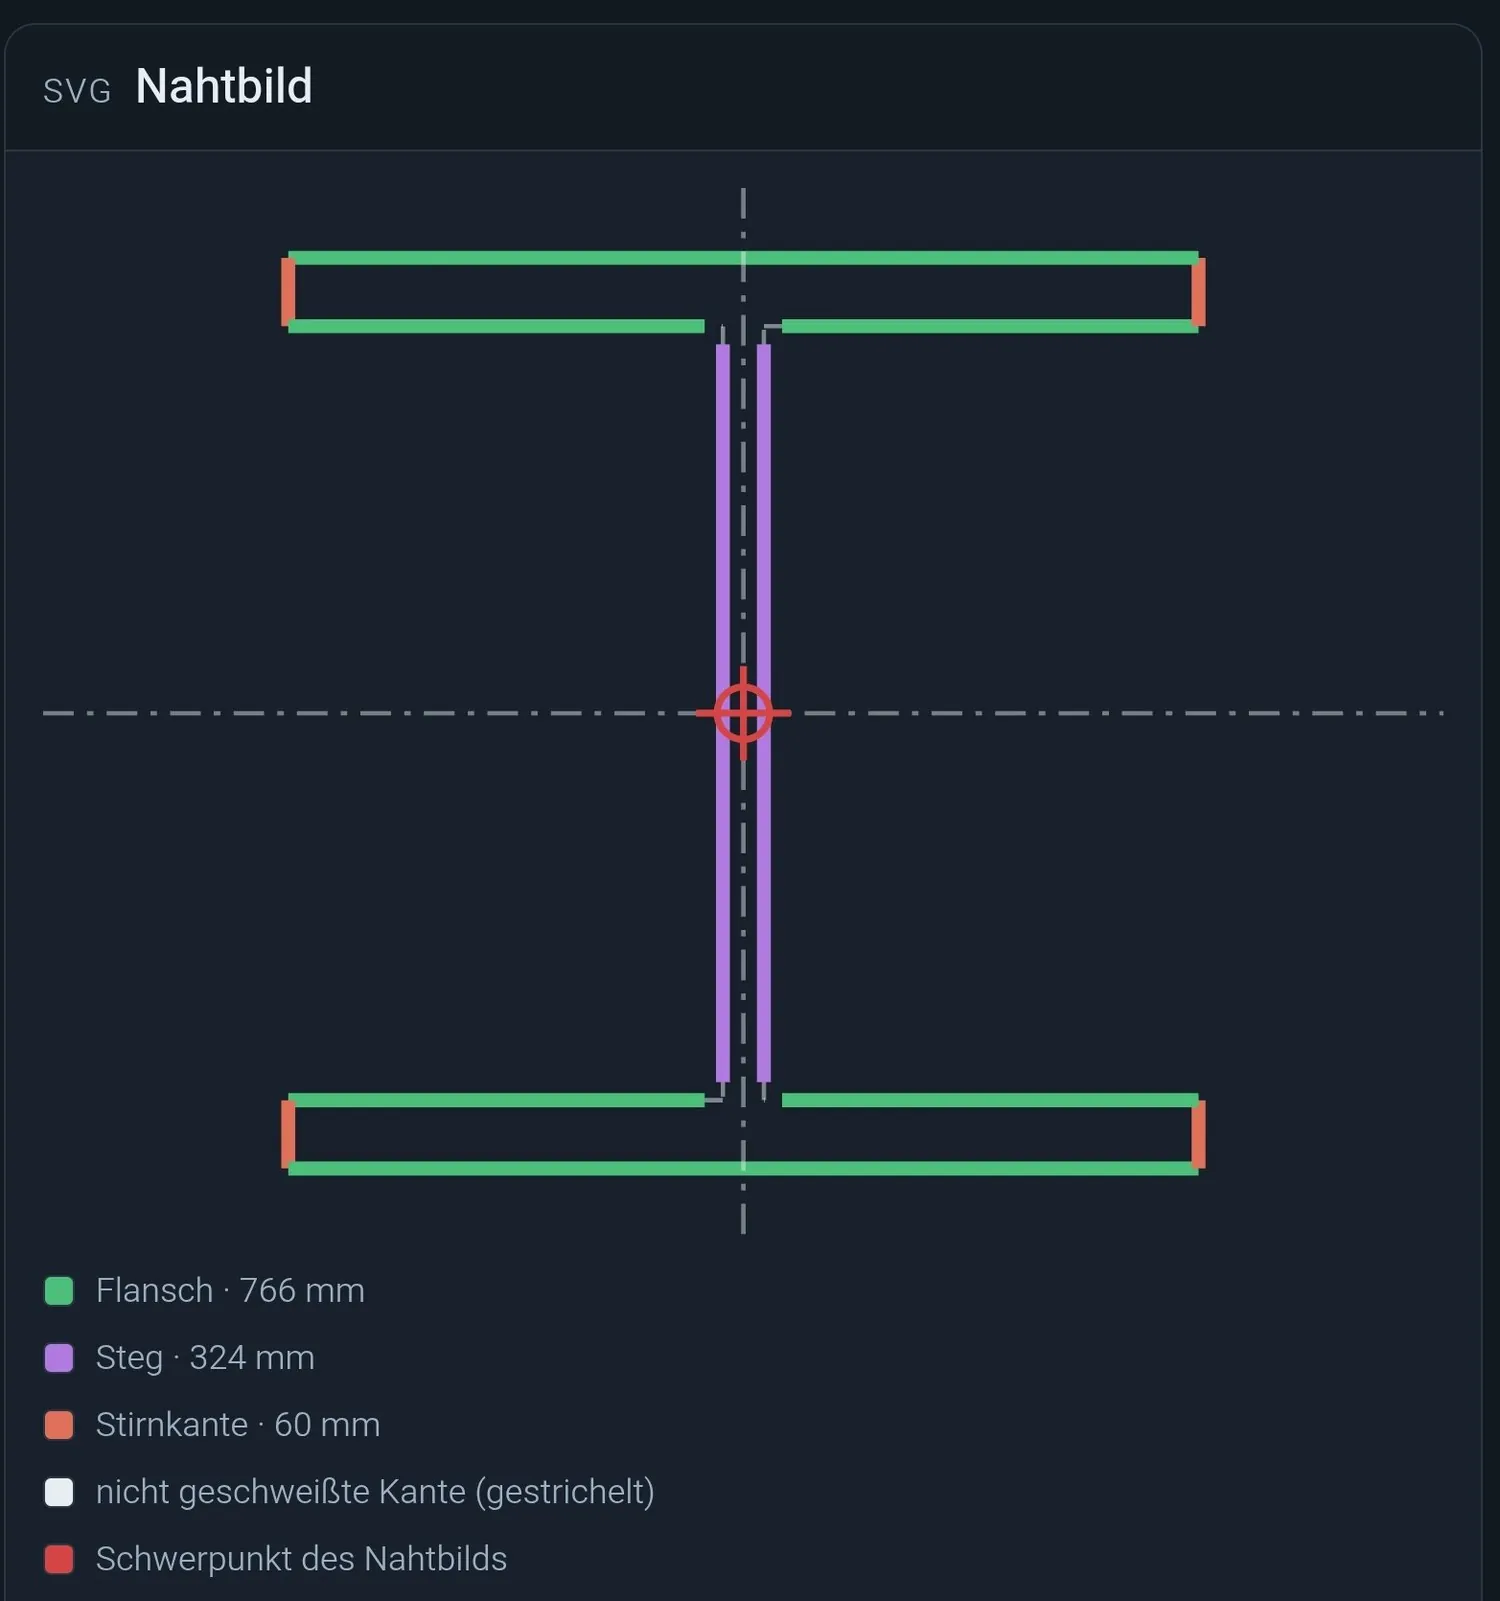 SVG Nahtbild
Flansch · 766 mm
Steg · 324 mm
Stirnkante · 60 mm
nicht geschweißte Kante (gestrichelt)
Schwerpunkt des Nahtbilds